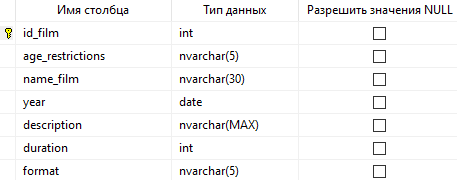 Имя столбца Тип данных Разрешить значения NULL
id_film int
age_restrictions nvarchar(5)
name_film nvarchar(30)
year date
description nvarchar(MAX)
duration int
format nvarchar(5)